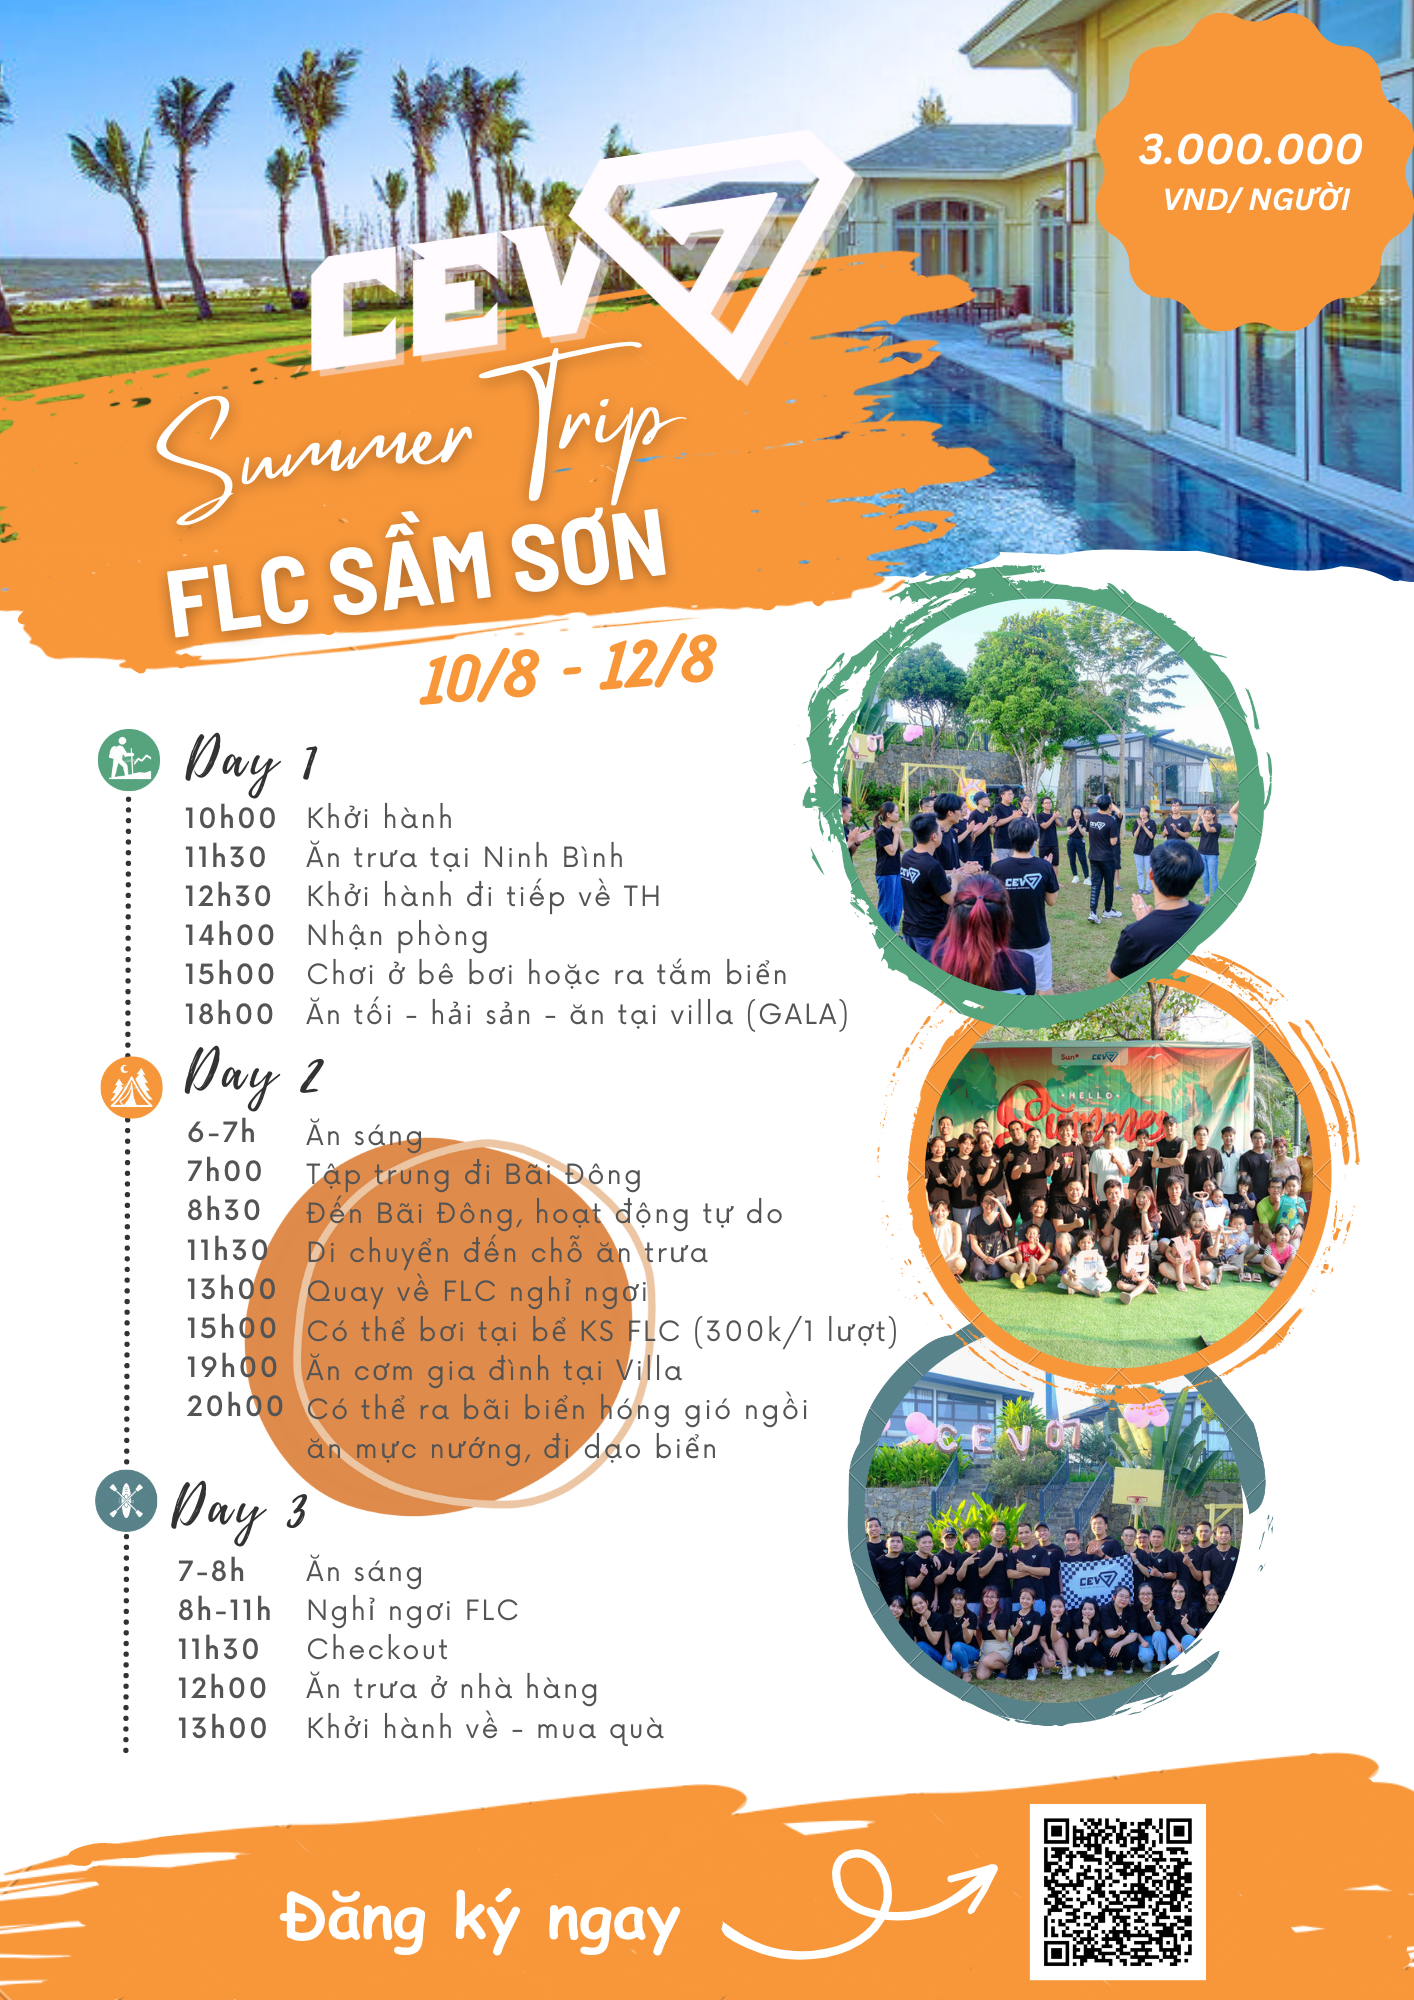 3.000.000
VND/ NGƯỜI
CEV7
Summer Trip
FLC SẦM SƠN
10/8 - 12/8
Day 1
10h00 Khởi hành
11h30 Ăn trưa tại Ninh Bình
12h30 Khởi hành đi tiếp về TH
14h00 Nhận phòng
15h00 Chơi ở bê bơi hoặc ra tắm biển
18h00 Ăn tối - hải sản - ăn tại villa (GALA)
Day 2
6-7h Ăn sáng
7h00 Tập trung đi Bãi Đông
8h30 Đến Bãi Đông, hoạt động tự do
11h30 Di chuyển đến chỗ ăn trưa
13h00 Quay về FLC nghỉ ngơi
15h00 Có thể bơi tại bể KS FLC (300k/1 lượt)
19h00 Ăn cơm gia đình tại Villa
20h00 Có thể ra bãi biển hóng gió ngồi
ăn mực nướng, đi dạo biển
Day 3
7-8h Ăn sáng
8h-11h Nghỉ ngơi FLC
11h30 Checkout
12h00 Ăn trưa ở nhà hàng
13h00 Khởi hành về - mua quà
CEV7
CEV7
Sun* CEV7
HELLO
Summer
CEV 07
CEV7
Đăng ký ngay